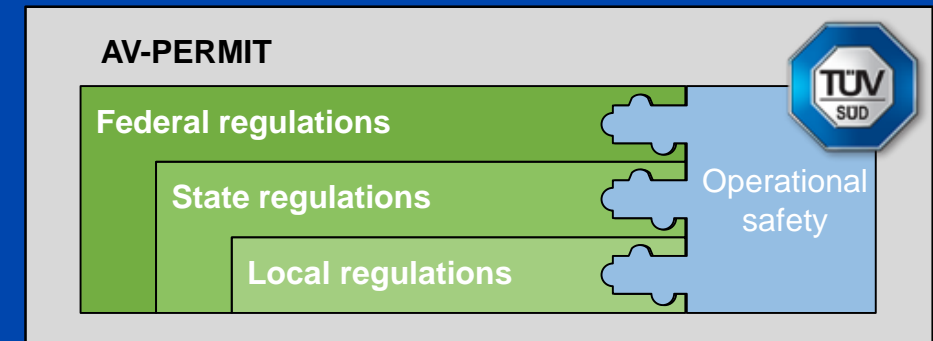 AV-PERMIT
TÜV
SÜD
Federal regulations
State regulations
Operational
safety
Local regulations